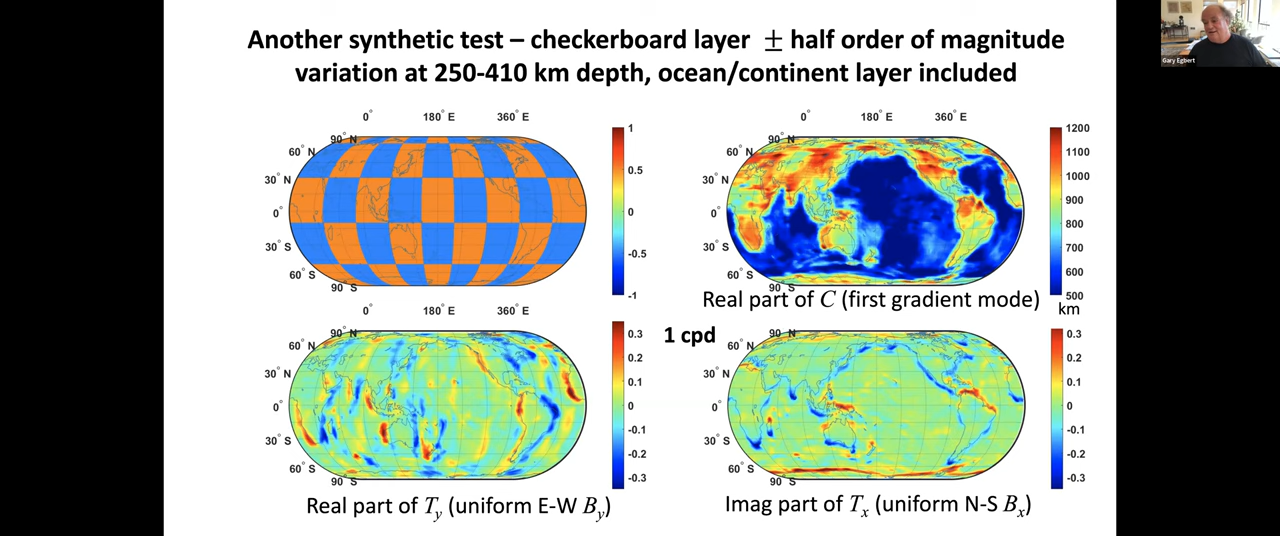 Another synthetic test – checkerboard layer ± half order of magnitude
variation at 250-410 km depth, ocean/continent layer included
Gary Egbert
0° 180° E 360° E
90° N
60° N
30° N
0°
30° S
60° S
90° S
1
0.5
0
-0.5
-1
0° 180° E 360° E
90° N
60° N
30° N
0°
30° S
60° S
90° S
1200
1100
1000
900
800
700
600
500
km
Real part of C (first gradient mode)
1 cpd
0° 180° E 360° E
90° N
60° N
30° N
0°
30° S
60° S
90° S
0.3
0.2
0.1
0
-0.1
-0.2
-0.3
Real part of Ty (uniform E-W By)
90° N
60° N
30° N
0°
30° S
60° S
90° S
0.3
0.2
0.1
0
-0.1
-0.2
-0.3
Imag part of Tx (uniform N-S Bx)